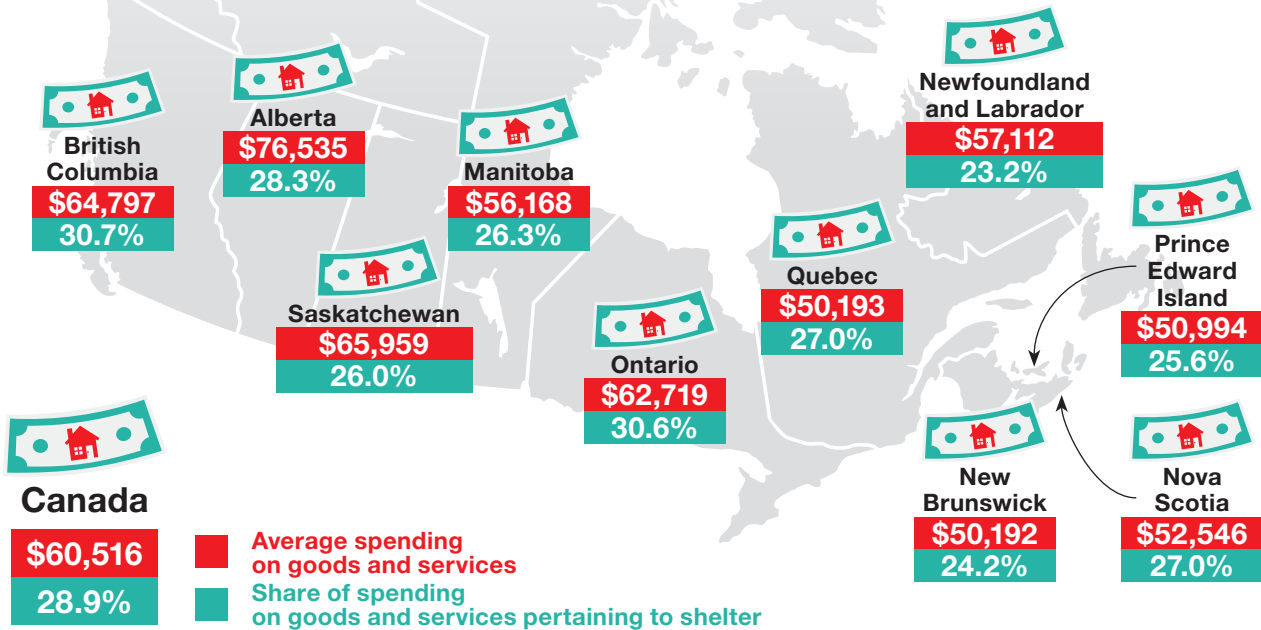 British
Columbia
$64,797
30.7%
Alberta
$76,535
28.3%
Saskatchewan
$65,959
26.0%
Manitoba
$56,168
26.3%
Ontario
$62,719
30.6%
Quebec
$50,193
27.0%
Newfoundland
and Labrador
$57,112
23.2%
Prince
Edward
Island
$50,994
25.6%
New
Brunswick
$50,192
24.2%
Nova
Scotia
$52,546
27.0%
Canada
$60,516
28.9%
Average spending
on goods and services
Share of spending
on goods and services pertaining to shelter